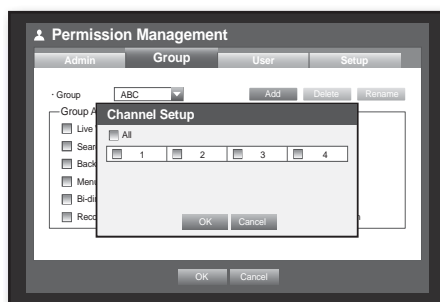 Permission Management
Admin Group User Setup
· Group ABC Add Delete Rename
Group A
Channel Setup
Live
All
Sear
1 2 3 4
Back
Menu
Bi-dir
Reco
OK Cancel
OK Cancel